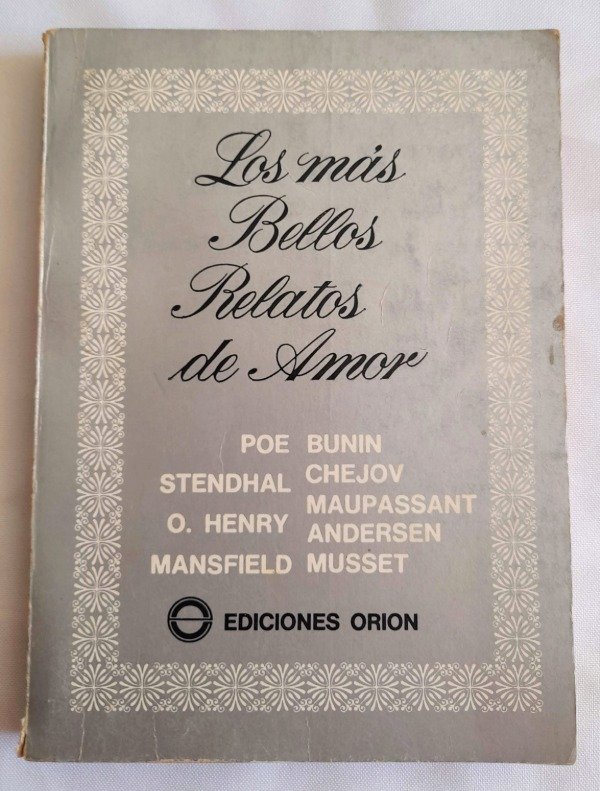 Los más
Bellos
Relatos
de Amor
POE
STENDHAL
O. HENRY
MANSFIELD
BUNIN
CHEJOV
MAUPASSANT
ANDERSEN
MUSSET
EDICIONES ORION